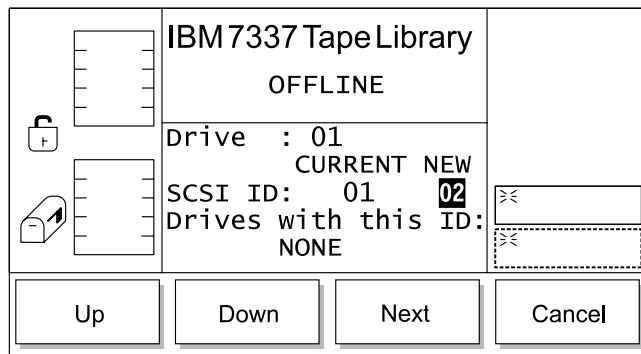 IBM 7337 Tape Library
OFFLINE
Drive : 01
CURRENT NEW
SCSI ID: 01 02
Drives with this ID:
NONE
Up
Down
Next
Cancel